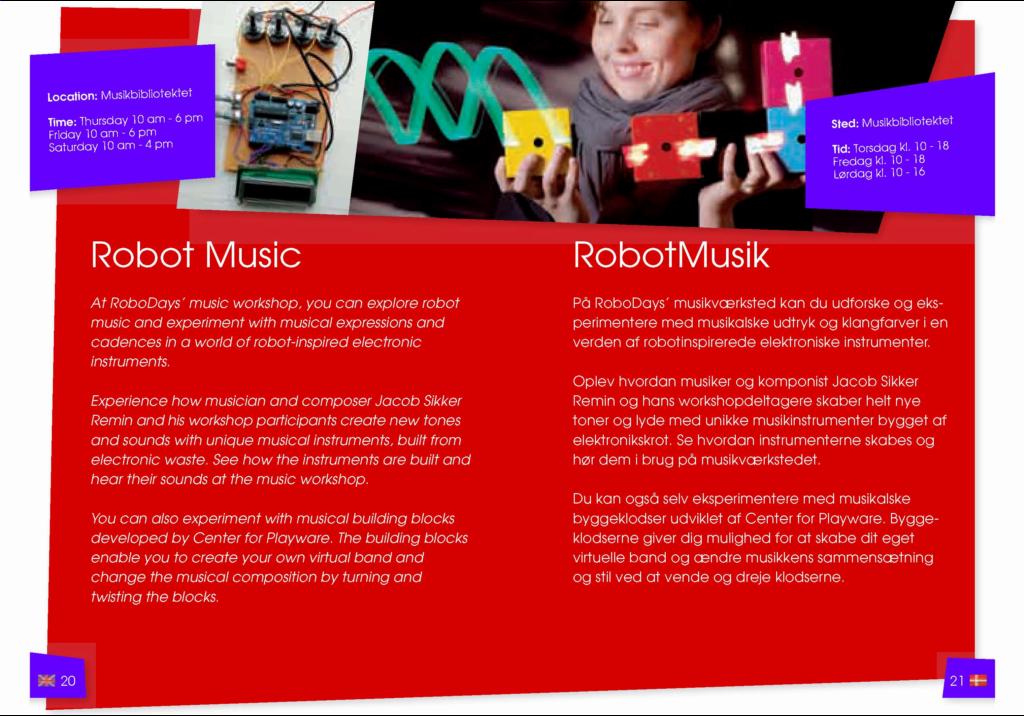 Location: Musikbibliotektet
Time: Thursday 10 am - 6 pm
Friday 10 am - 6 pm
Saturday 10 am - 4 pm
Sted: Musikbibliotektet
Tid: Torsdag kl. 10 - 18
Fredag kl. 10 - 18
Lørdag kl. 10 - 16
Robot Music
At RoboDays´ music workshop, you can explore robot
music and experiment with musical expressions and
cadences in a world of robot-inspired electronic
instruments.
Experience how musician and composer Jacob Sikker
Remin and his workshop participants create new tones
and sounds with unique musical instruments, built from
electronic waste. See how the instruments are built and
hear their sounds at the music workshop.
You can also experiment with musical building blocks
developed by Center for Playware. The building blocks
enable you to create your own virtual band and
change the musical composition by turning and
twisting the blocks.
20
RobotMusik
På RoboDays´ musikværksted kan du udforske og eks-
perimentere med musikalske udtryk og klangfarver i en
verden af robotinspirerede elektroniske instrumenter.
Oplev hvordan musiker og komponist Jacob Sikker
Remin og hans workshopdeltagere skaber helt nye
toner og lyde med unikke musikinstrumenter bygget af
elektronikskrot. Se hvordan instrumenterne skabes og
hør dem i brug på musikværkstedet.
Du kan også selv eksperimentere med musikalske
byggeklodser udviklet af Center for Playware. Bygge-
klodserne giver dig mulighed for at skabe dit eget
virtuelle band og ændre musikkens sammensætning
og stil ved at vende og dreje klodserne.
21